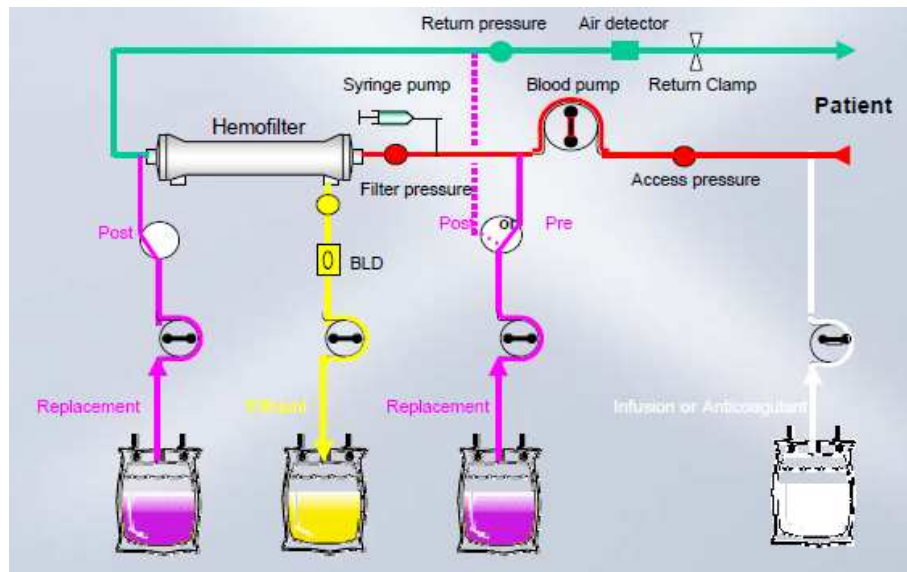 Return pressure
Air detector
Syringe pump
Blood pump
Return Clamp
Patient
Hemofilter
Filter pressure
Access pressure
Post
Post or Pre
BLD
Replacement
Effluent
Replacement
Infusion or Anticoagulant